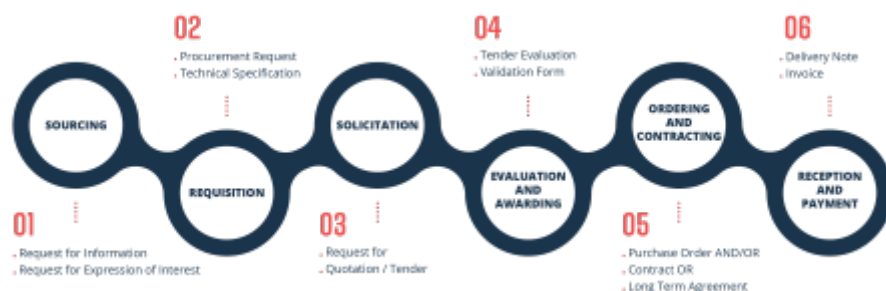 02
. Procurement Request
. Technical Specification
04
. Tender Evaluation
. Validation Form
06
. Delivery Note
. Invoice
SOURCING
REQUISITION
SOLICITATION
EVALUATION
AND
AWARDING
ORDERING
AND
CONTRACTING
RECEPTION
AND
PAYMENT
01
. Request for Information
. Request for Expression of Interest
03
. Request for
. Quotation / Tender
05
. Purchase Order AND/OR
. Contract OR
. Long Term Agreement